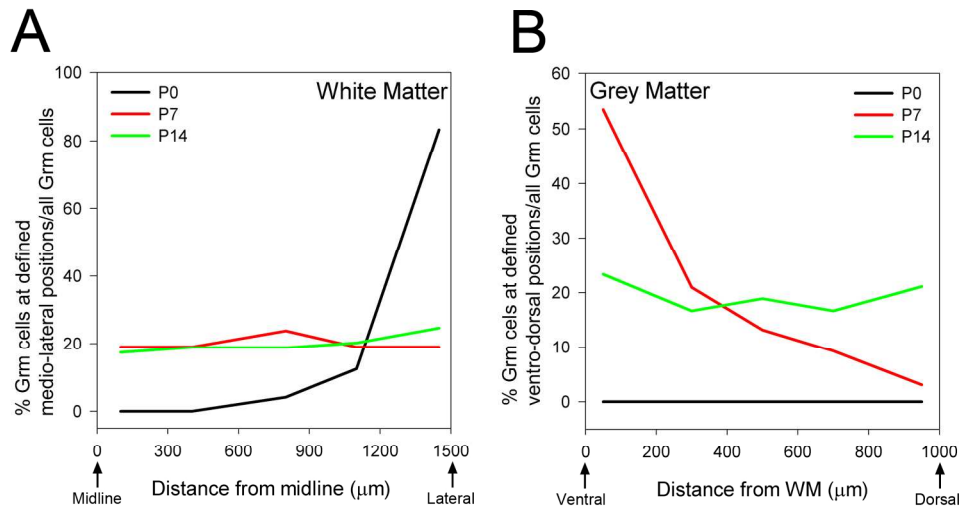 A
% Grm cells at defined
medio-lateral positions/all Grm cells
100
80
60
40
20
0
P0
P7
P14
White Matter
0
300
600
900
1200
1500
Midline
Distance from midline (μm)
Lateral
B
% Grm cells at defined
ventro-dorsal positions/all Grm cells
60
50
40
30
20
10
0
Grey Matter
P0
P7
P14
0
200
400
600
800
1000
Ventral
Distance from WM (μm)
Dorsal